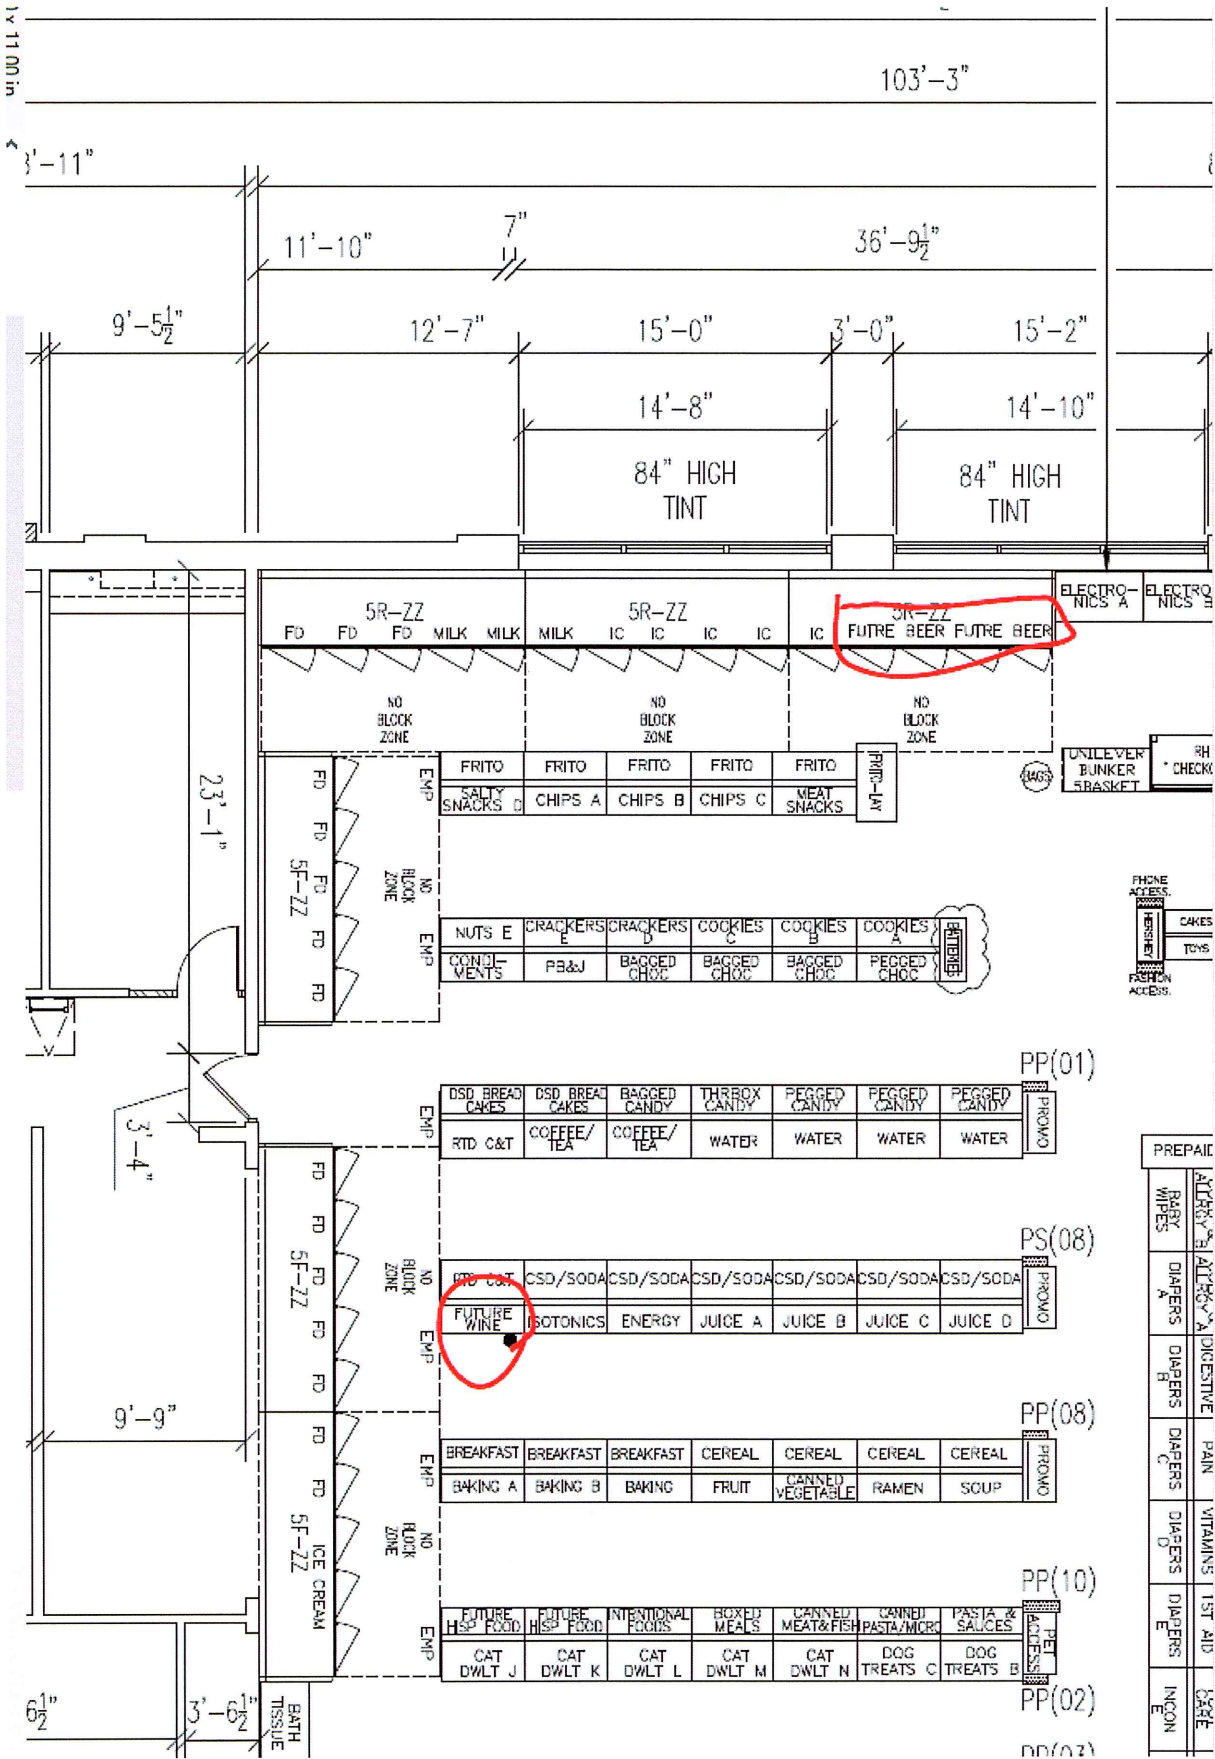 x 11.00 in
103'-3"
3'-11"
11'-10"
7"
36'-9½"
9'-5½"
12'-7"
15'-0"
3'-0"
15'-2"
14'-8"
14'-10"
84" HIGH
TINT
84" HIGH
TINT
5R-ZZ
5R-ZZ
5R-ZZ
FD FD FD MILK MILK MILK IC IC IC IC IC FUTRE BEER FUTRE BEER
ELECTRO-
NICS A
ELECTRO
NICS B
NO
BLOCK
ZONE
NO
BLOCK
ZONE
NO
BLOCK
ZONE
23'-1"
FD FD FD FD FD
5F-ZZ
NO
BLOCK
ZONE
EMP
FRITO FRITO FRITO FRITO FRITO
SALTY
SNACKS D
CHIPS A CHIPS B CHIPS C
MEAT
SNACKS
FRITO-LAY
BAGS
UNILEVER
BUNKER
5BASKET
RH
CHECKO
EMP
NUTS E
CRACKERS
E
CRACKERS
D
COOKIES
C
COOKIES
B
COOKIES
A
CONDI-
MENTS
PB&J
BAGGED
CHOC
BAGGED
CHOC
BAGGED
CHOC
PEGGED
CHOC
BATTERIES
PHONE
ACCESS.
HERSHEY
CAKES
TOYS
FASHION
ACCESS.
PP(01)
EMP
DSD BREAD
CAKES
DSD BREAD
CAKES
BAGGED
CANDY
THRBOX
CANDY
PEGGED
CANDY
PEGGED
CANDY
PEGGED
CANDY
RTD C&T
COFFEE/
TEA
COFFEE/
TEA
WATER WATER WATER WATER
PROMO
3'-4"
FD FD FD FD FD
5F-ZZ
NO
BLOCK
ZONE
PS(08)
RTD C&T CSD/SODA CSD/SODA CSD/SODA CSD/SODA CSD/SODA CSD/SODA
FUTURE
WINE
ISOTONICS ENERGY JUICE A JUICE B JUICE C JUICE D
EMP
PROMO
PREPAID
ALLERGY B
ALLERGY A
DIGESTIVE
PAIN
VITAMINS
1ST AID
CARE
BABY
WIPES
DIAPERS
A
DIAPERS
B
DIAPERS
C
DIAPERS
D
DIAPERS
E
INCON
E
9'-9"
PP(08)
FD FD
ICE CREAM
5F-ZZ
NO
BLOCK
ZONE
EMP
BREAKFAST BREAKFAST BREAKFAST CEREAL CEREAL CEREAL CEREAL
BAKING A BAKING B BAKING FRUIT
CANNED
VEGETABLE
RAMEN SOUP
PROMO
PP(10)
EMP
FUTURE
HISP FOOD
FUTURE
HISP FOOD
INTENTIONAL
FOODS
BOXED
MEALS
CANNED
MEAT&FISH
CANNED
PASTA/MICRO
PASTA &
SAUCES
CAT
DWLT J
CAT
DWLT K
CAT
DWLT L
CAT
DWLT M
CAT
DWLT N
DOG
TREATS C
DOG
TREATS B
PET
ACCESS
PP(02)
6½"
3'-6½"
BATH
TISSUE